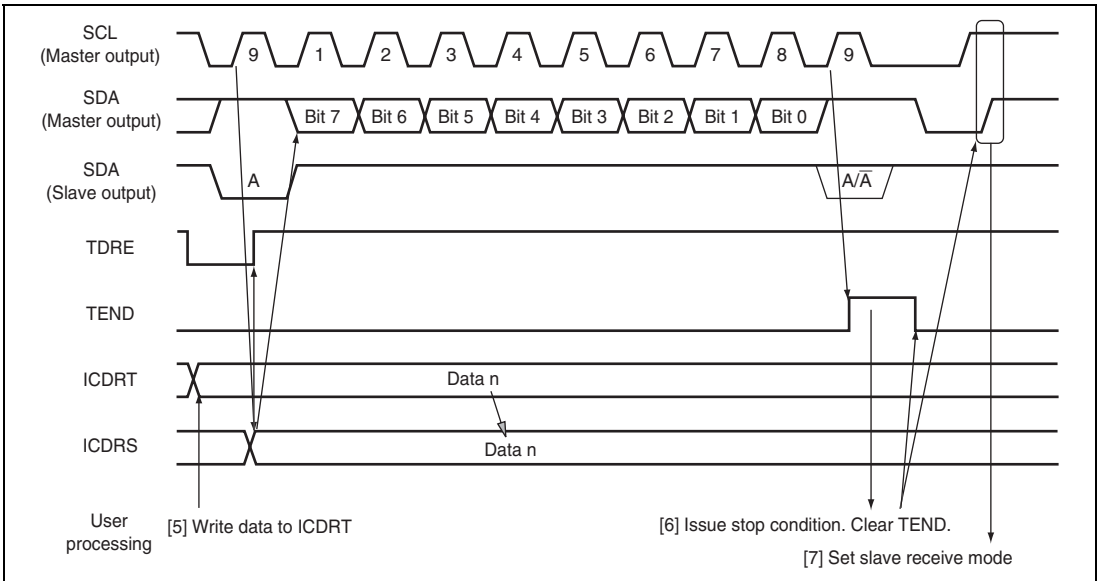 SCL
(Master output)
9 1 2 3 4 5 6 7 8 9
SDA
(Master output)
Bit 7 Bit 6 Bit 5 Bit 4 Bit 3 Bit 2 Bit 1 Bit 0
SDA
(Slave output)
A A/A̅
TDRE
TEND
ICDRT
Data n
ICDRS
Data n
User
processing
[5] Write data to ICDRT
[6] Issue stop condition. Clear TEND.
[7] Set slave receive mode